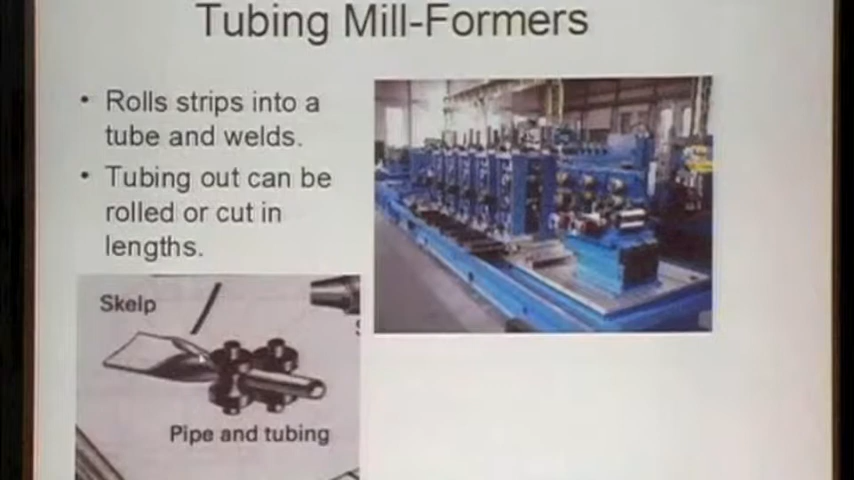 Tubing Mill-Formers
• Rolls strips into a
tube and welds.
• Tubing out can be
rolled or cut in
lengths.
Skelp
Pipe and tubing